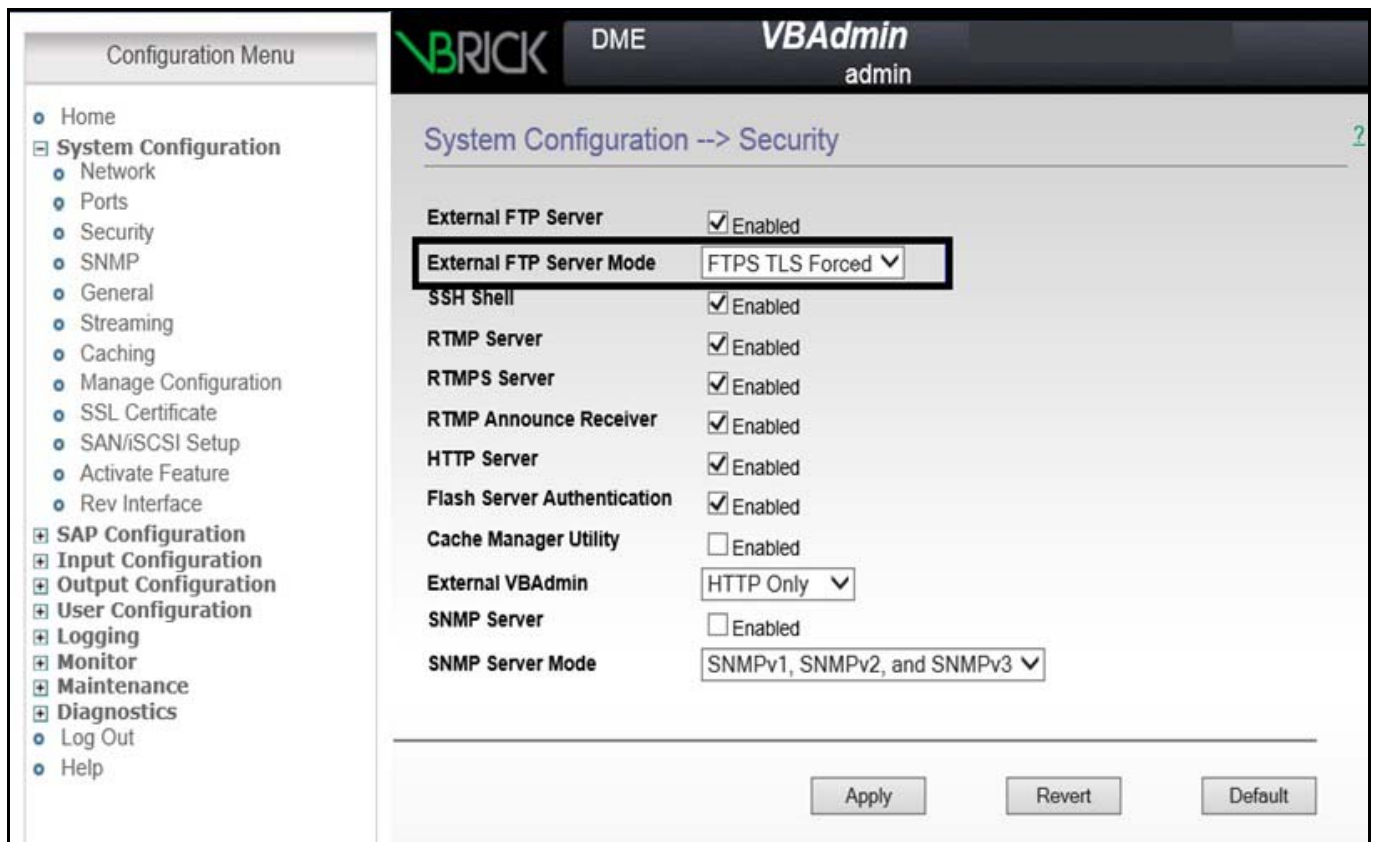 Configuration Menu
Home
System Configuration
Network
Ports
Security
SNMP
General
Streaming
Caching
Manage Configuration
SSL Certificate
SAN/iSCSI Setup
Activate Feature
Rev Interface
SAP Configuration
Input Configuration
Output Configuration
User Configuration
Logging
Monitor
Maintenance
Diagnostics
Log Out
Help
VBRICK DME VBAdmin
admin
System Configuration --> Security ?
External FTP Server Enabled
External FTP Server Mode FTPS TLS Forced
SSH Shell Enabled
RTMP Server Enabled
RTMPS Server Enabled
RTMP Announce Receiver Enabled
HTTP Server Enabled
Flash Server Authentication Enabled
Cache Manager Utility Enabled
External VBAdmin HTTP Only
SNMP Server Enabled
SNMP Server Mode SNMPv1, SNMPv2, and SNMPv3
Apply Revert Default